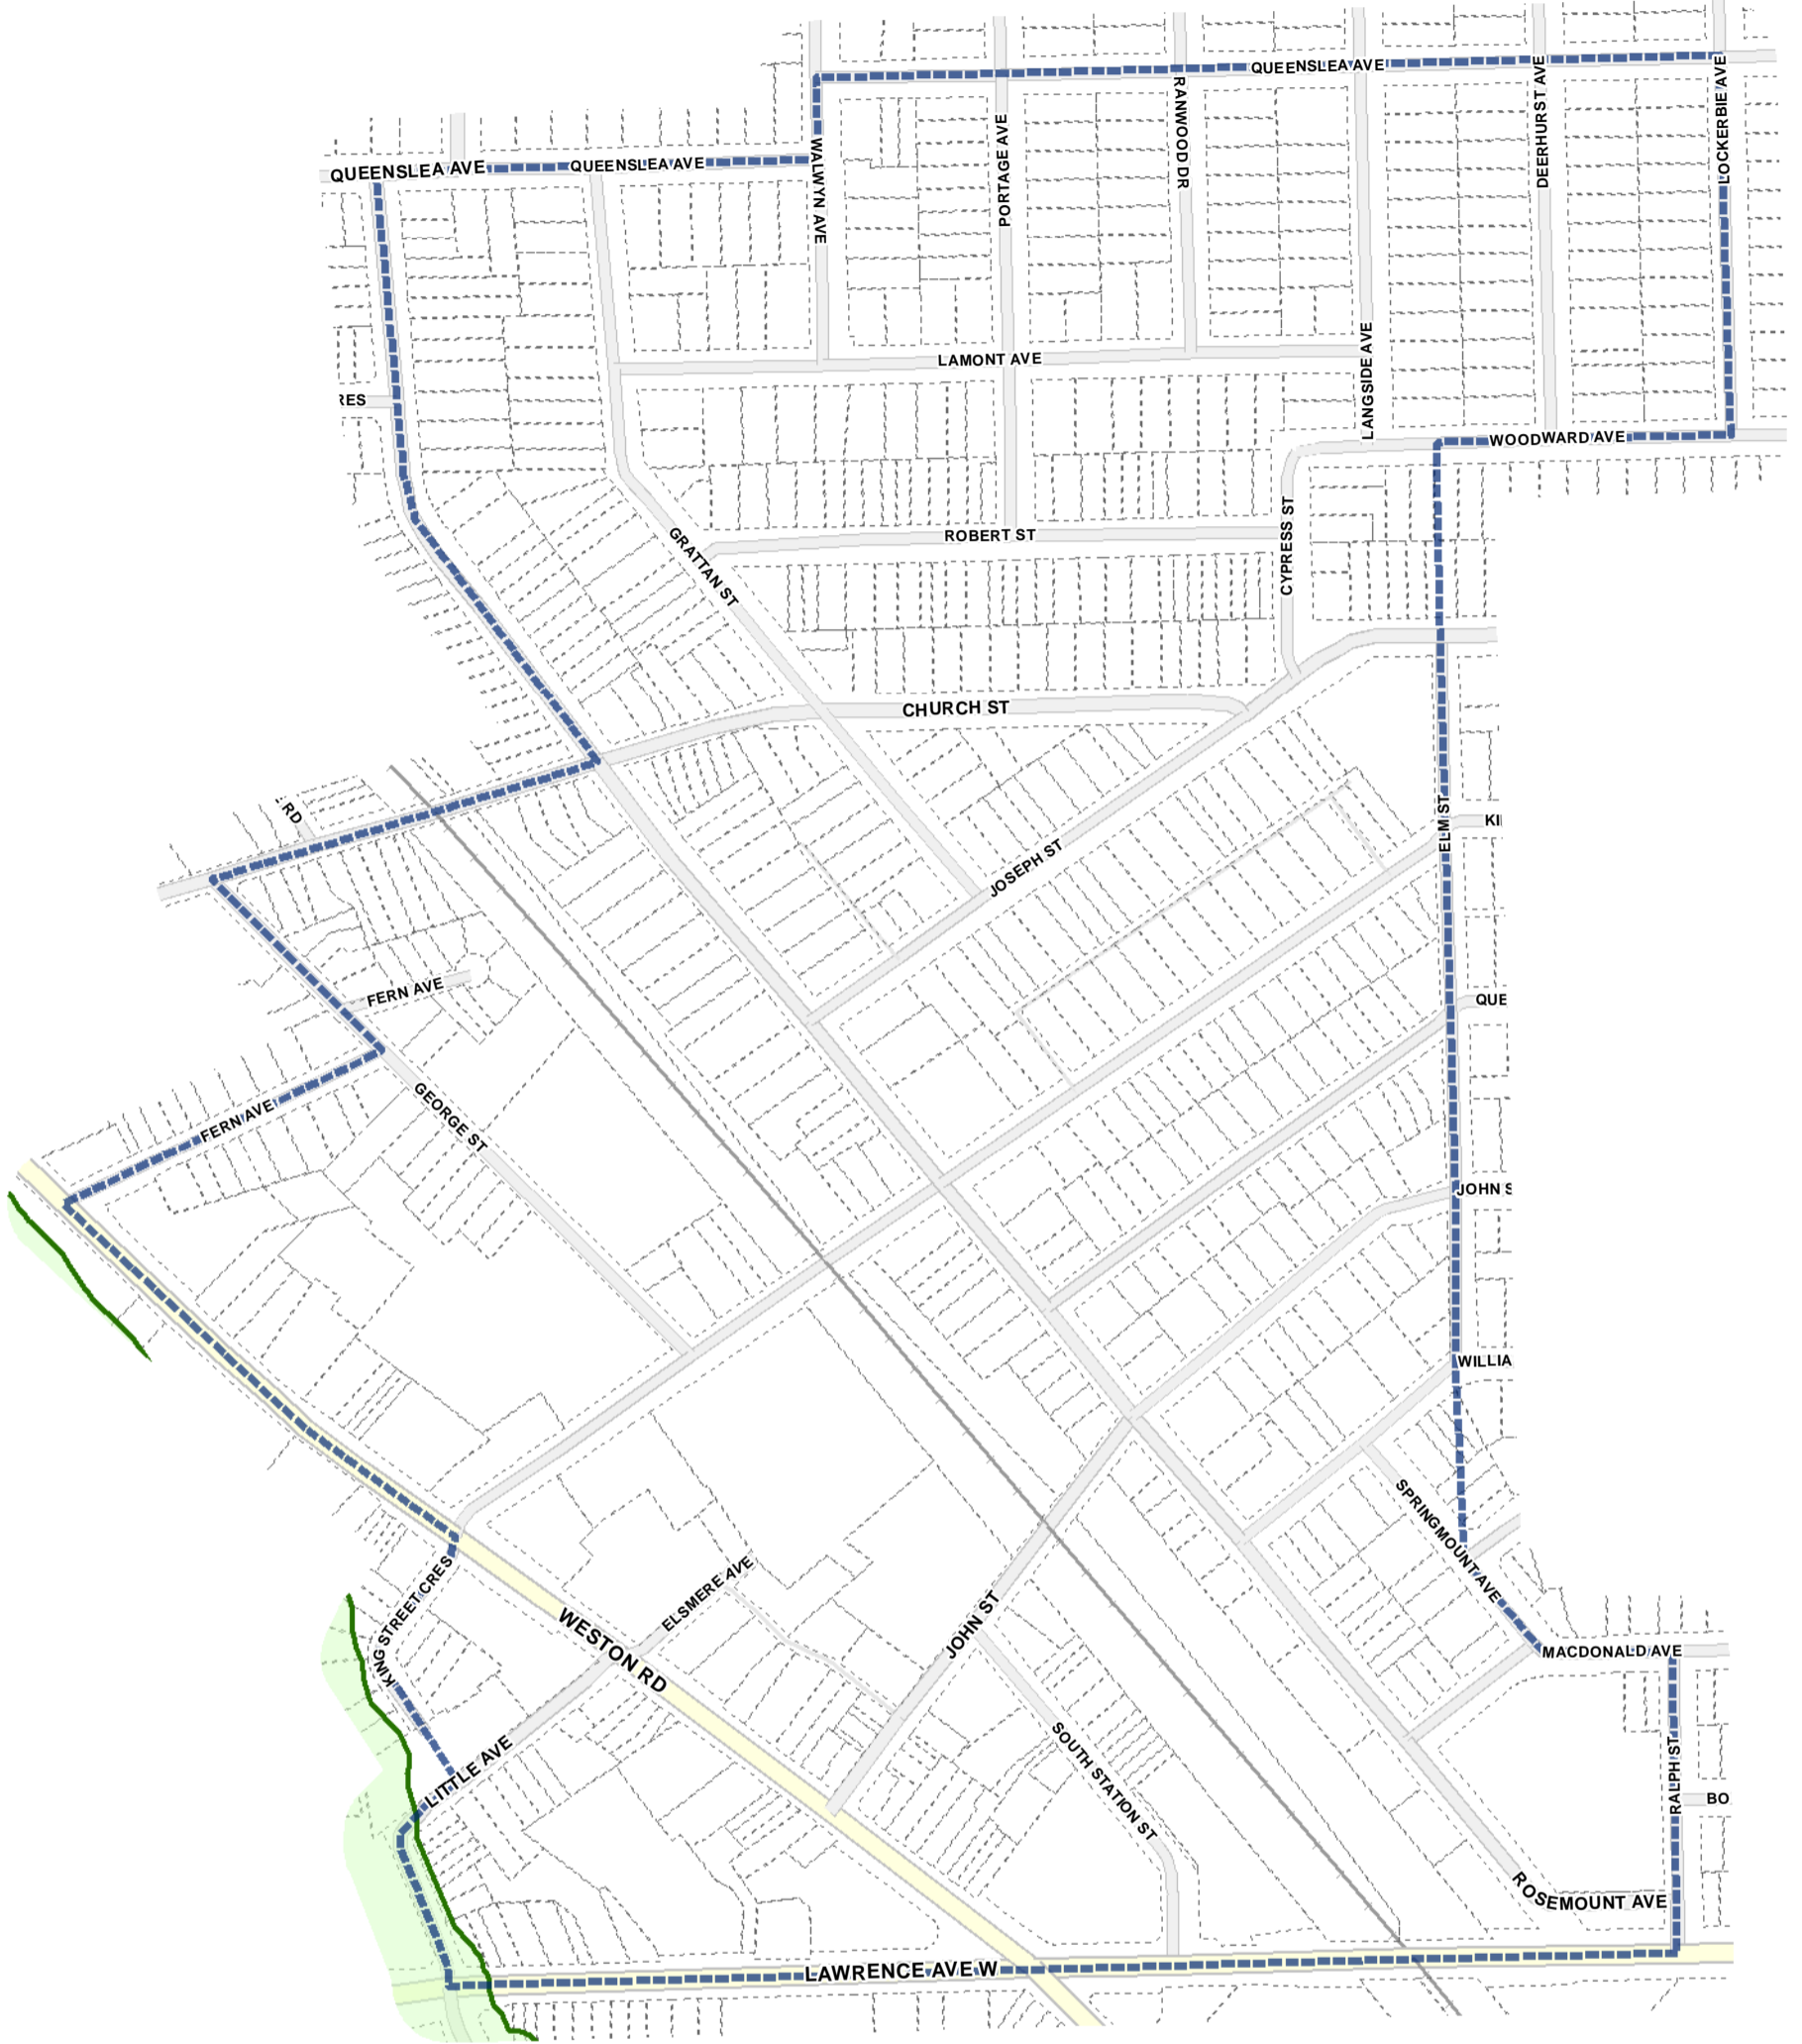 QUEENSLEA AVE
QUEENSLEA AVE
QUEENSLEA AVE
WALWYN AVE
PORTAGE AVE
RANWOOD DR
DEERHURST AVE
LOCKERBIE AVE
LAMONT AVE
LANGSIDE AVE
RES
WOODWARD AVE
GRATTAN ST
ROBERT ST
CYPRESS ST
CHURCH ST
RD
JOSEPH ST
ELM ST
KI
FERN AVE
QUE
FERN AVE
GEORGE ST
JOHN S
WILLIA
SPRINGMOUNT AVE
KING STREET CRES
ELSMERE AVE
WESTON RD
JOHN ST
MACDONALD AVE
LITTLE AVE
SOUTH STATION ST
RALPH ST
BO
ROSEMOUNT AVE
LAWRENCE AVE W